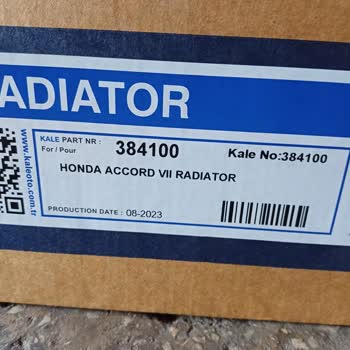 ADIATOR
KALE PART NR : 384100 Kale No:384100
For / Pour
HONDA ACCORD VII RADIATOR
PRODUCTION DATE : 08-2023
www.kaleoto.com.tr